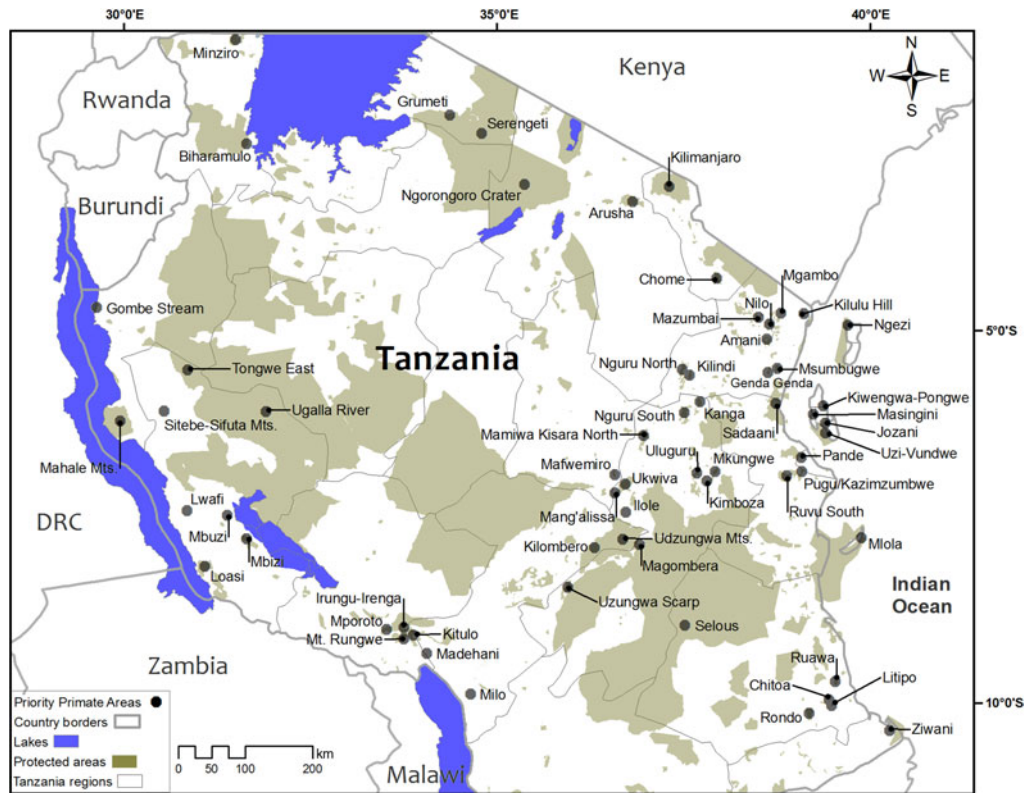 30°0'E
35°0'E
40°0'E
Minziro
Kenya
N
W
E
S
Rwanda
Grumeti
Serengeti
Biharamulo
Kilimanjaro
Ngorongoro Crater
Burundi
Arusha
Chome
Mgambo
Gombe Stream
Nilo
Kilulu Hill
Mazumbai
Ngezi
5°0'S
Amani
Tanzania
Tongwe East
Nguru North
Kilindi
Msumbugwe
Genda Genda
Kiwengwa-Pongwe
Ugalla River
Nguru South
Kanga
Masingini
Sitebe-Sifuta Mts.
Sadaani
Jozani
Mamiwa Kisara North
Uzi-Vundwe
Mahale Mts.
Uluguru
Mkungwe
Pande
Mafwemiro
Ukwiva
Pugu/Kazimzumbwe
Lwafi
Kimboza
Ruvu South
DRC
Mang'alissa
Ilole
Mbuzi
Udzungwa Mts.
Mlola
Mbizi
Kilombero
Loasi
Magombera
Indian
Ocean
Irungu-Irenga
Uzungwa Scarp
Mporoto
Kitulo
Selous
Mt. Rungwe
Madehani
Zambia
Ruawa
Chitoa
Litipo
Milo
10°0'S
Rondo
Ziwani
Malawi
Priority Primate Areas
Country borders
Lakes
Protected areas
Tanzania regions
km
0 50 100 200